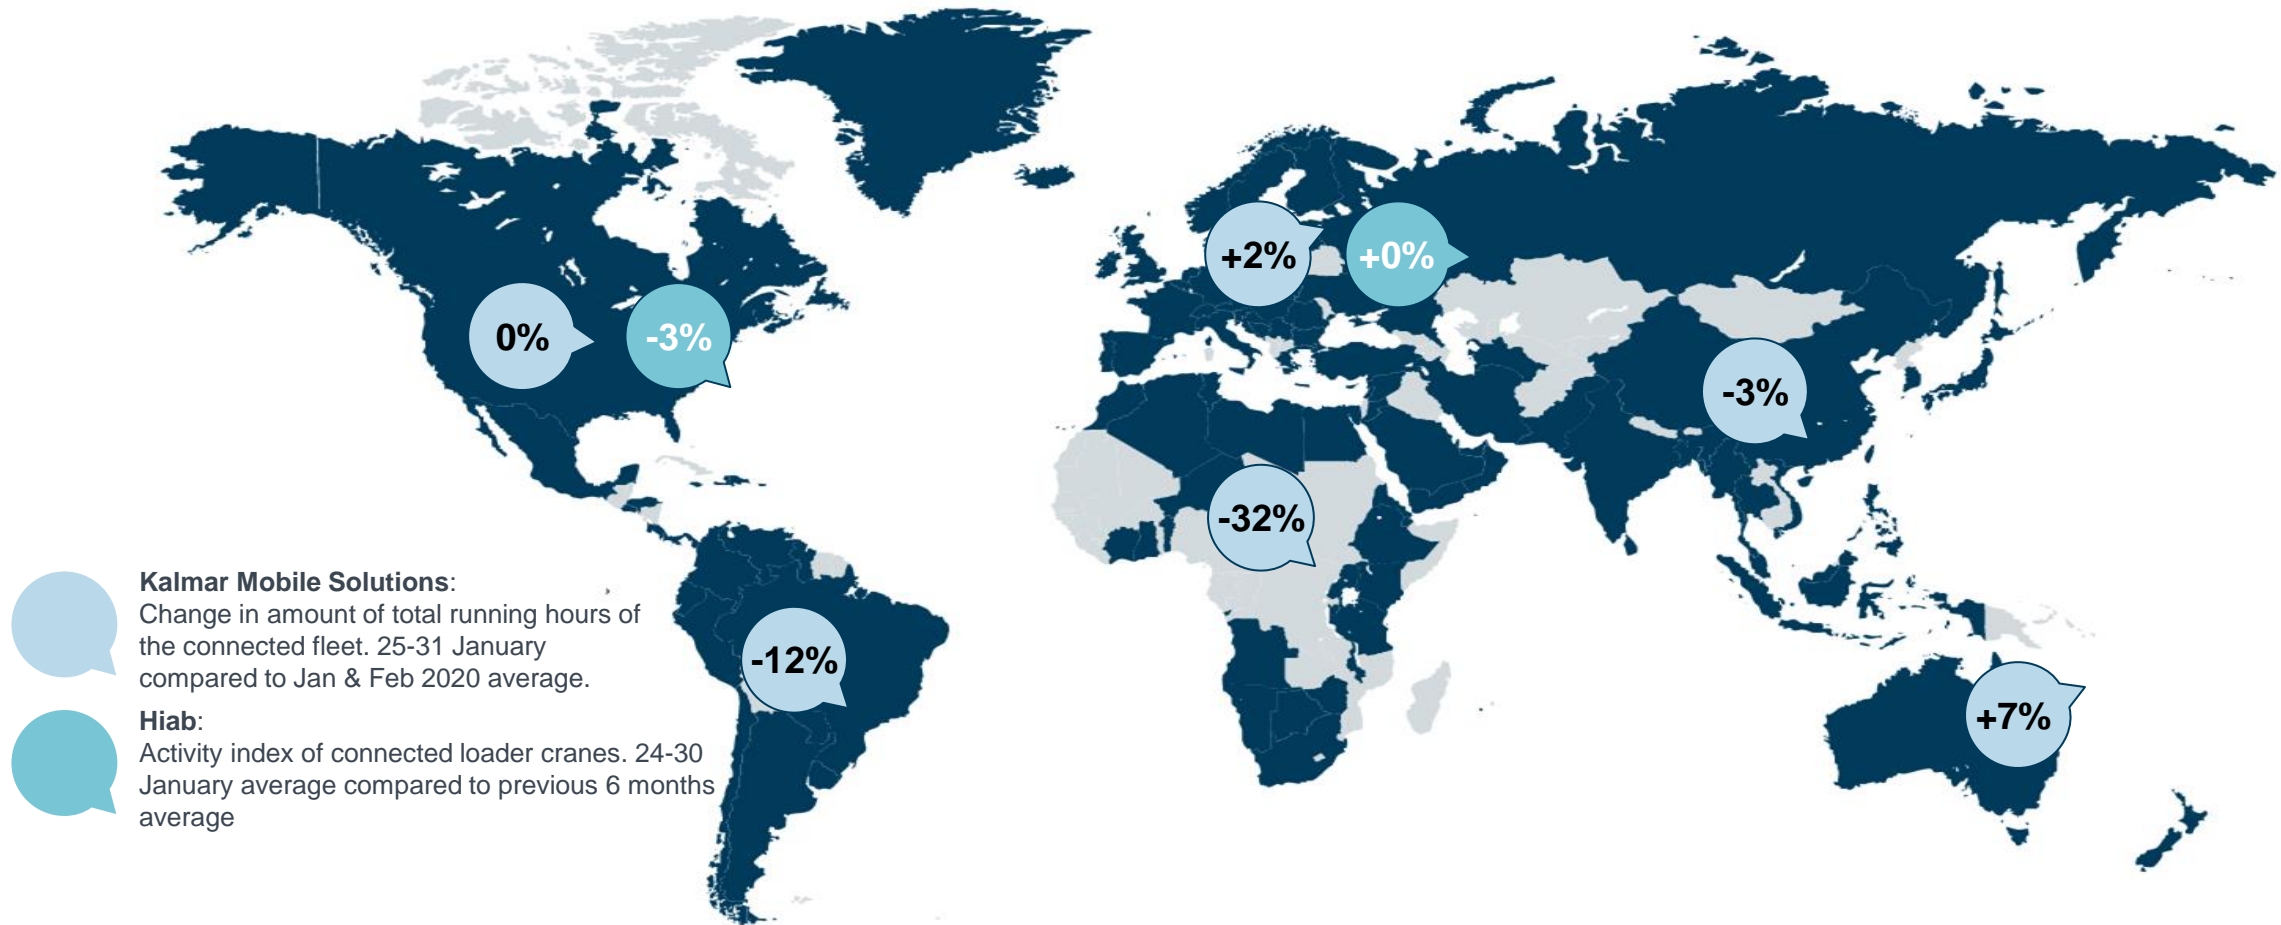 +2%
+0%
0%
-3%
-3%
-32%
-12%
+7%
Kalmar Mobile Solutions:
Change in amount of total running hours of
the connected fleet. 25-31 January
compared to Jan & Feb 2020 average.
Hiab:
Activity index of connected loader cranes. 24-30
January average compared to previous 6 months
average